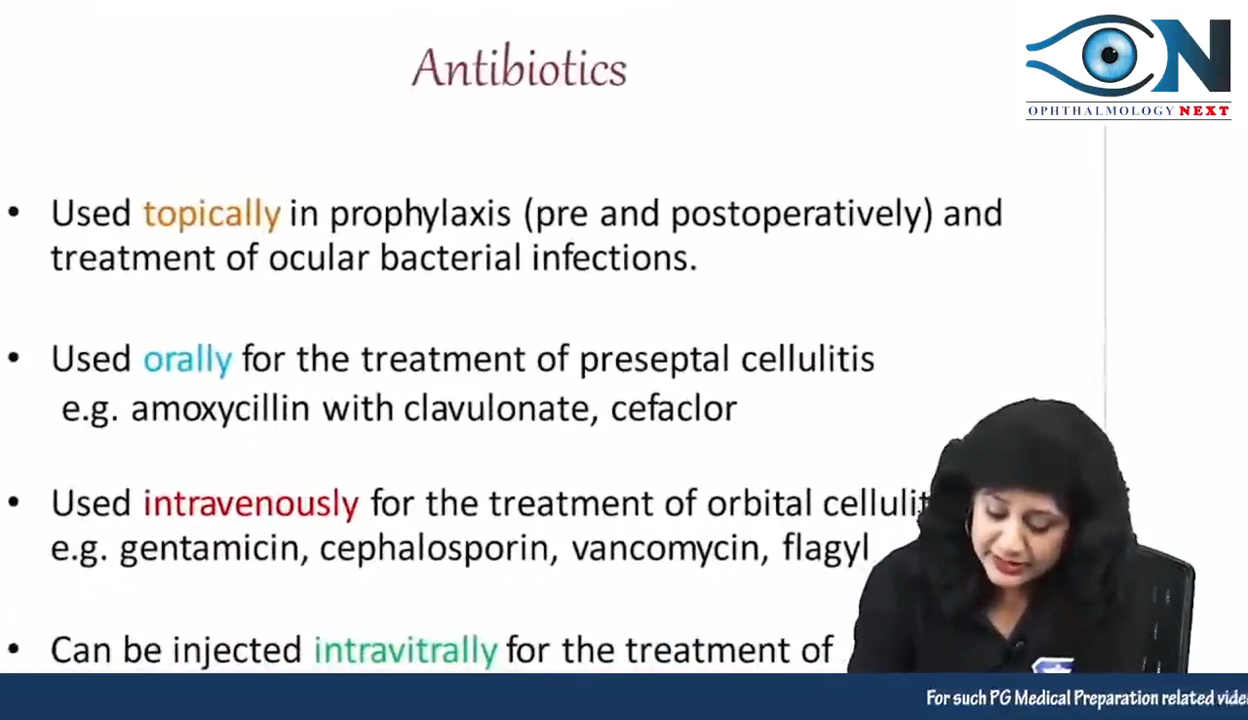 Antibiotics
ON
OPHTHALMOLOGY NEXT
• Used topically in prophylaxis (pre and postoperatively) and
treatment of ocular bacterial infections.
• Used orally for the treatment of preseptal cellulitis
e.g. amoxycillin with clavulonate, cefaclor
• Used intravenously for the treatment of orbital cellulit
e.g. gentamicin, cephalosporin, vancomycin, flagyl
• Can be injected intravitrally for the treatment of
For such PG Medical Preparation related vide